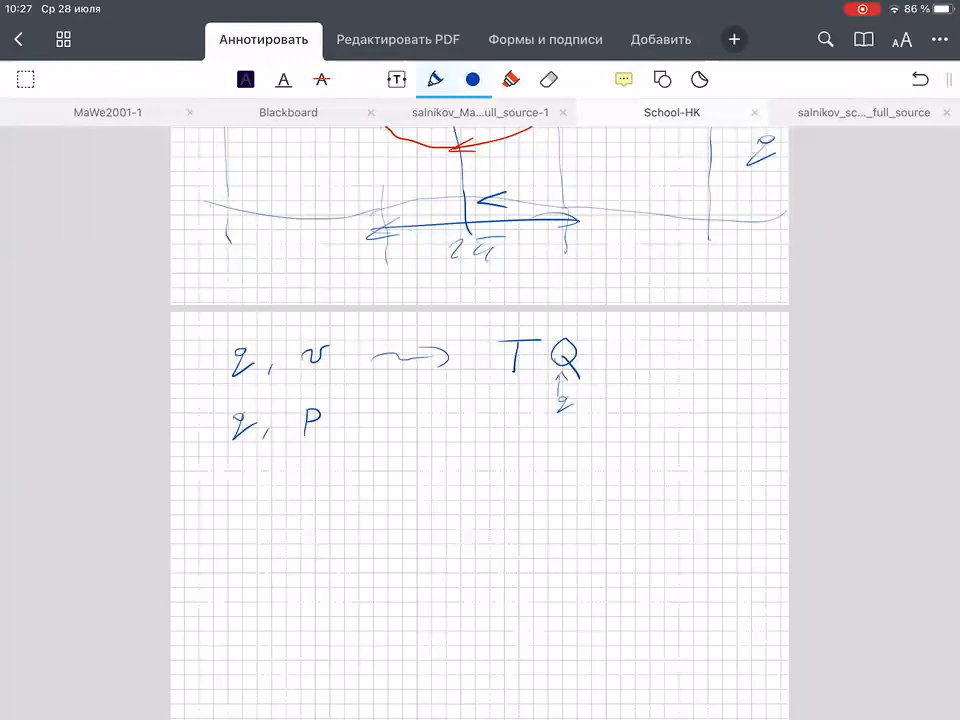 10:27 Ср 28 июля 86 %
Аннотировать Редактировать PDF Формы и подписи Добавить +
A A A T AA
MaWe2001-1 × Blackboard × salnikov_Ma...ull_source-1 × School-HK × salnikov_sc..._full_source ×
q
2π
q, v ⇝ TQ
↑
q
q, p